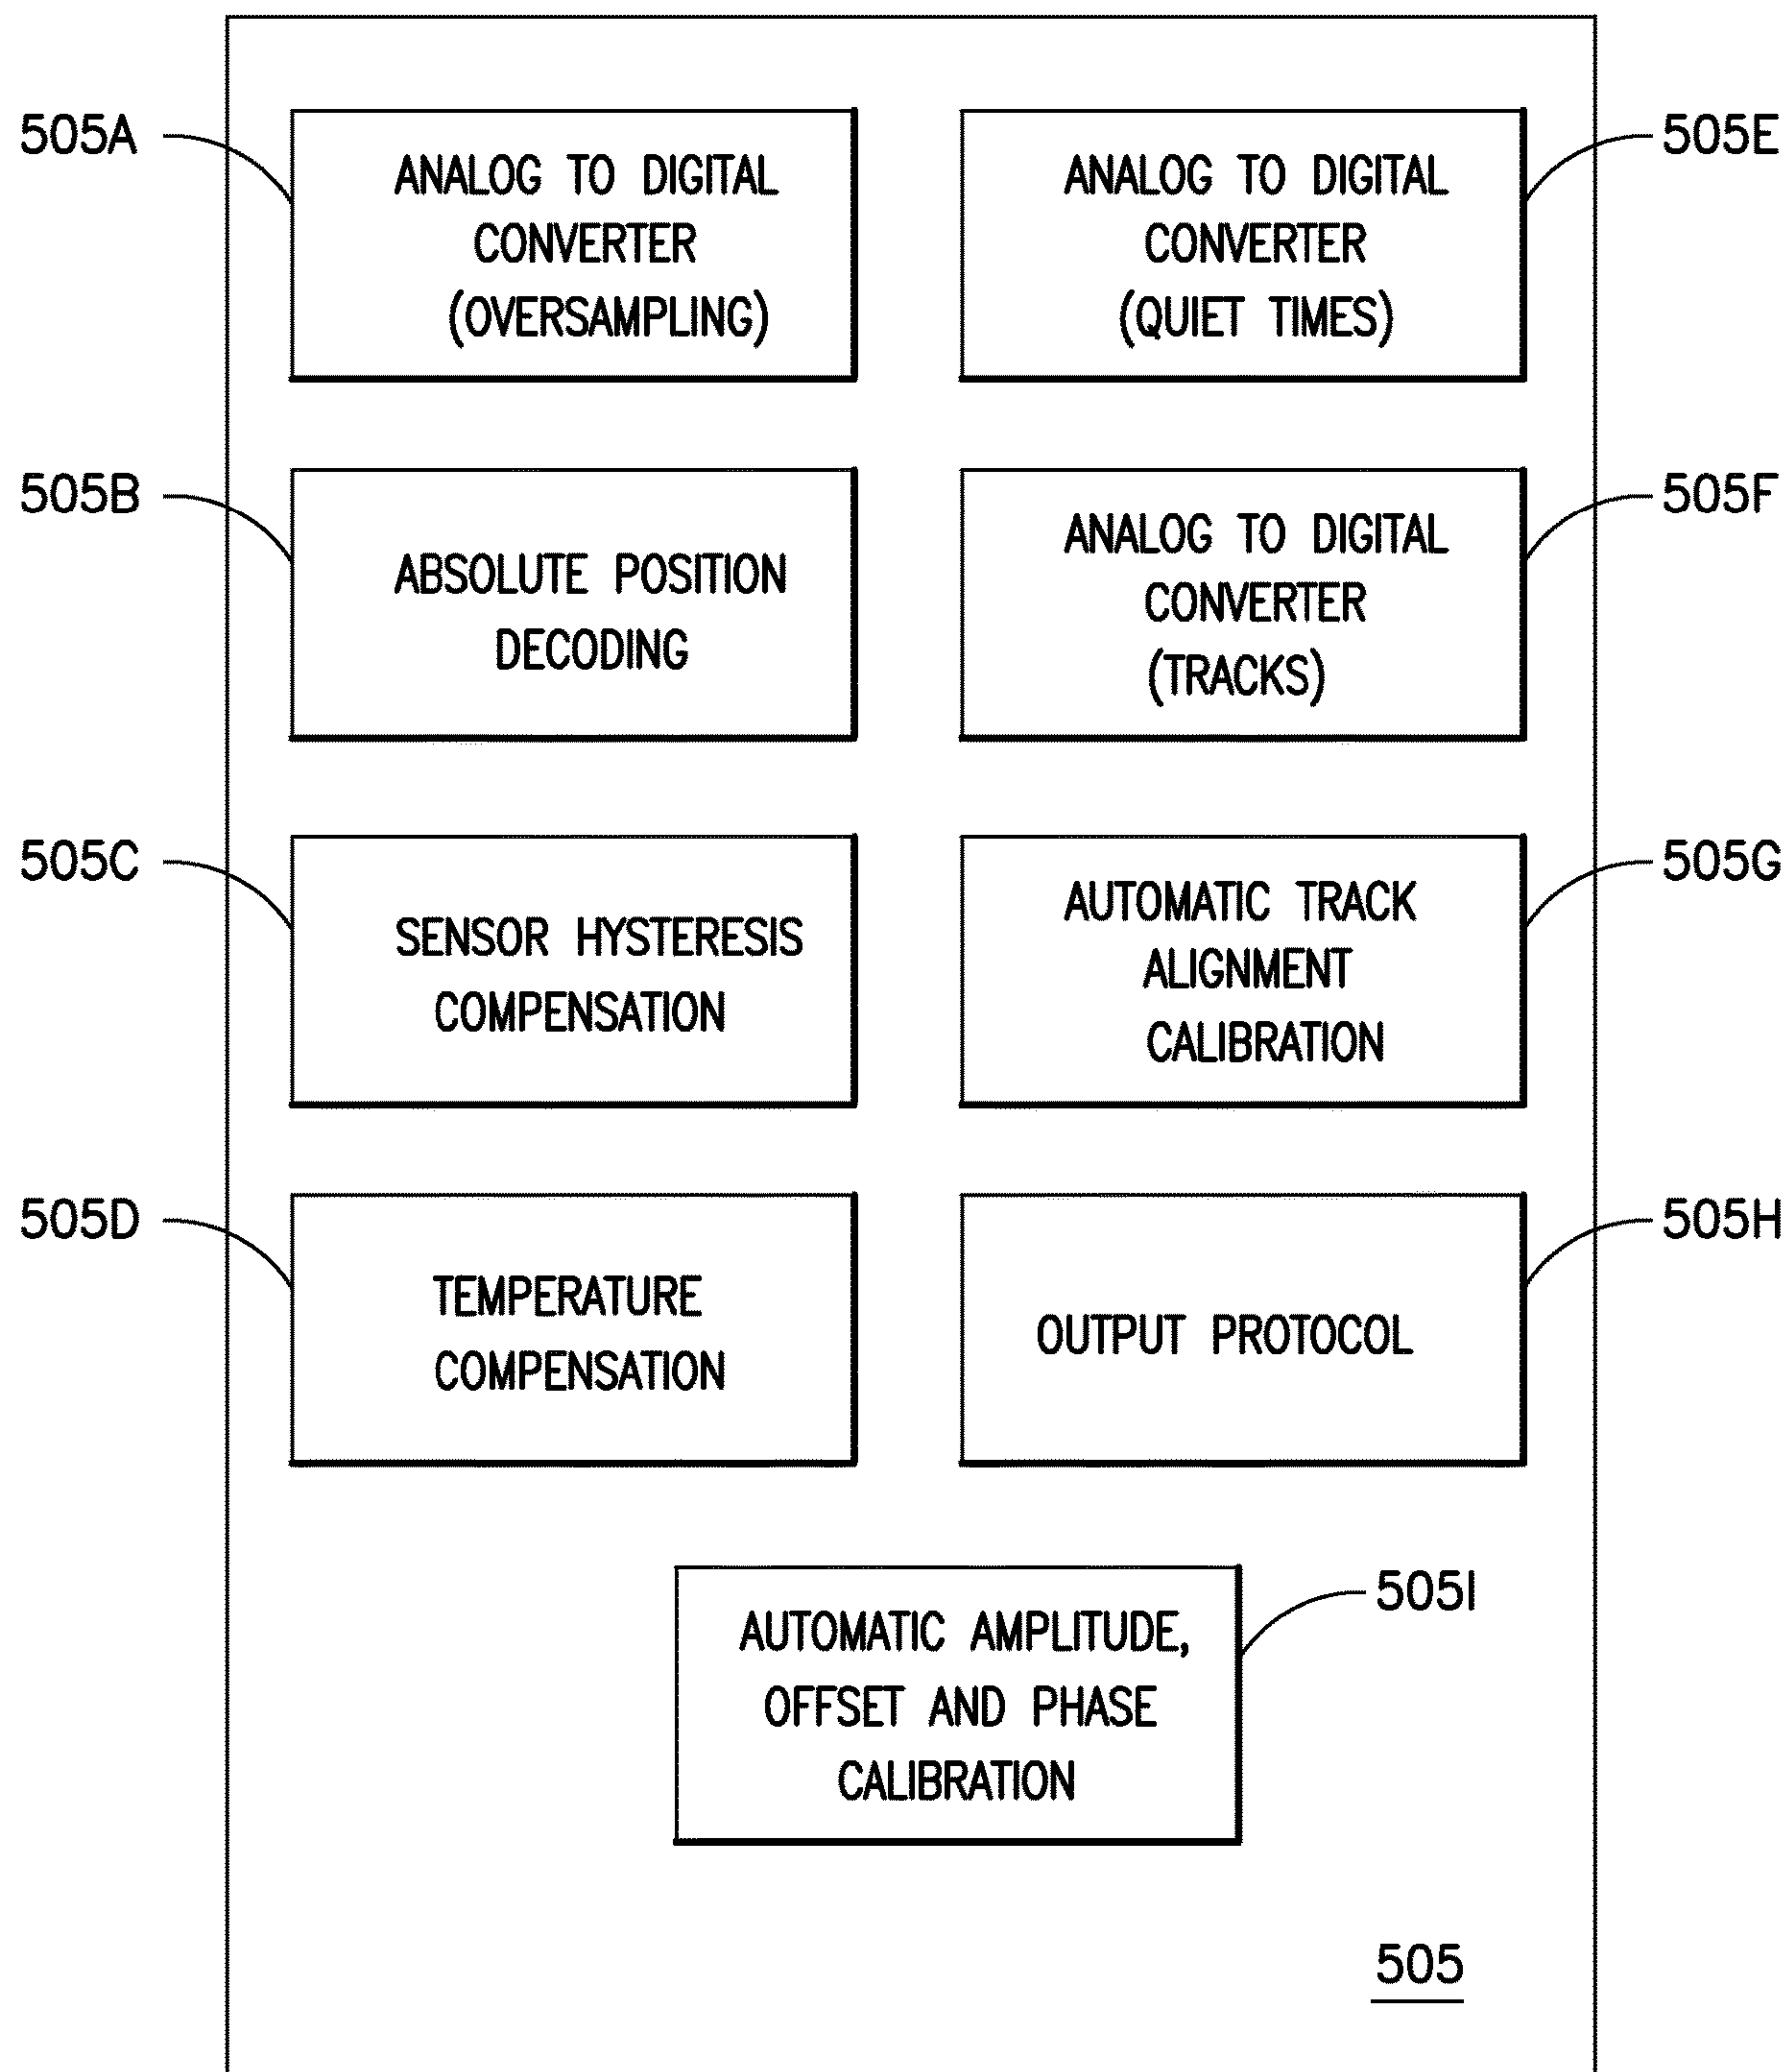 505A
ANALOG TO DIGITAL
CONVERTER
(OVERSAMPLING)
505E
ANALOG TO DIGITAL
CONVERTER
(QUIET TIMES)
505B
ABSOLUTE POSITION
DECODING
505F
ANALOG TO DIGITAL
CONVERTER
(TRACKS)
505C
SENSOR HYSTERESIS
COMPENSATION
505G
AUTOMATIC TRACK
ALIGNMENT
CALIBRATION
505D
TEMPERATURE
COMPENSATION
505H
OUTPUT PROTOCOL
505I
AUTOMATIC AMPLITUDE,
OFFSET AND PHASE
CALIBRATION
505